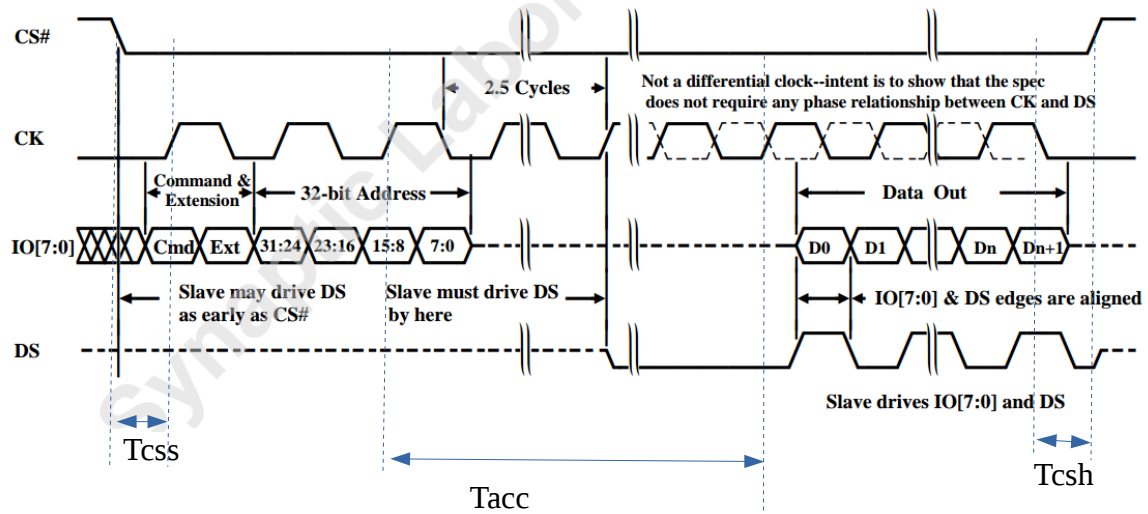 CS#
2.5 Cycles
Not a differential clock--intent is to show that the spec
does not require any phase relationship between CK and DS
CK
Command &
Extension
32-bit Address
Data Out
IO[7:0]
Cmd
Ext
31:24
23:16
15:8
7:0
D0
D1
Dn
Dn+1
Slave may drive DS
as early as CS#
Slave must drive DS
by here
IO[7:0] & DS edges are aligned
DS
Slave drives IO[7:0] and DS
Tcss
Tacc
Tcsh
Synaptic Labor